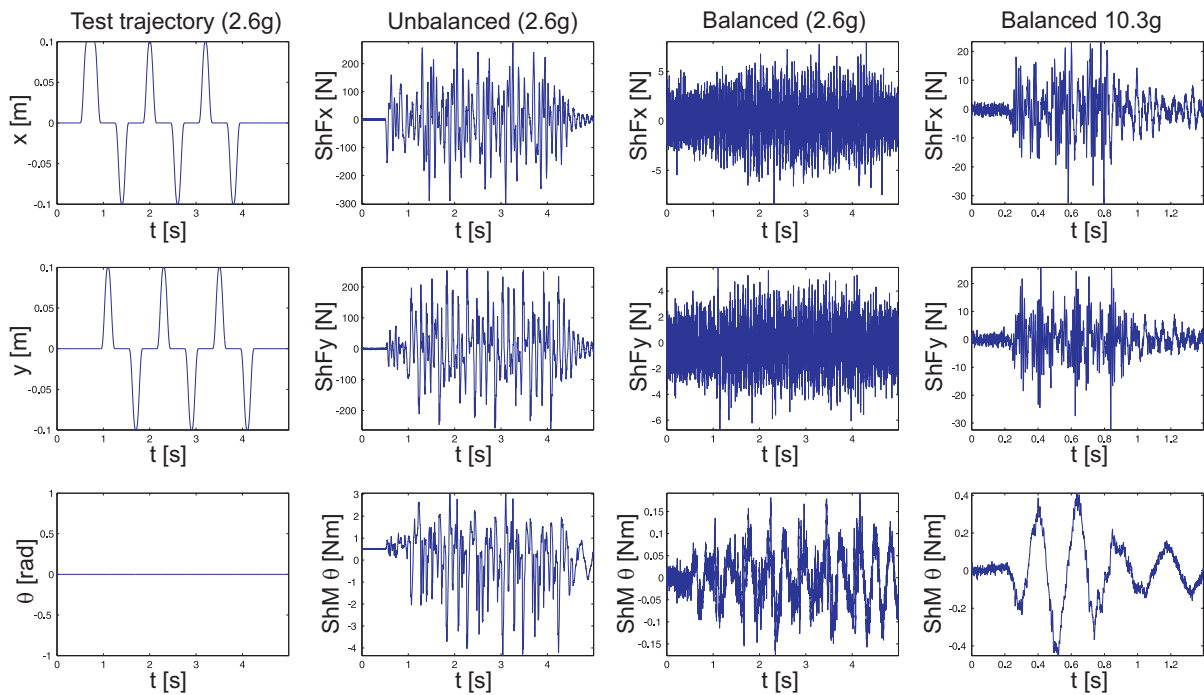 Test trajectory (2.6g)
Unbalanced (2.6g)
Balanced (2.6g)
Balanced 10.3g
x [m]
0.1
0.05
0
-0.05
-0.1
0 1 2 3 4
t [s]
ShFx [N]
200
100
0
-100
-200
-300
0 1 2 3 4
t [s]
ShFx [N]
5
0
-5
0 1 2 3 4
t [s]
ShFx [N]
20
10
0
-10
-20
-30
0 0.2 0.4 0.6 0.8 1 1.2
t [s]
y [m]
0.1
0.05
0
-0.05
-0.1
0 1 2 3 4
t [s]
ShFy [N]
200
100
0
-100
-200
0 1 2 3 4
t [s]
ShFy [N]
4
2
0
-2
-4
-6
0 1 2 3 4
t [s]
ShFy [N]
20
10
0
-10
-20
-30
0 0.2 0.4 0.6 0.8 1 1.2
t [s]
θ [rad]
1
0.5
0
-0.5
-1
0 1 2 3 4
t [s]
ShM θ [Nm]
3
2
1
0
-1
-2
-3
-4
0 1 2 3 4
t [s]
ShM θ [Nm]
0.15
0.1
0.05
0
-0.05
-0.1
-0.15
0 1 2 3 4
t [s]
ShM θ [Nm]
0.4
0.2
0
-0.2
-0.4
0 0.2 0.4 0.6 0.8 1 1.2
t [s]